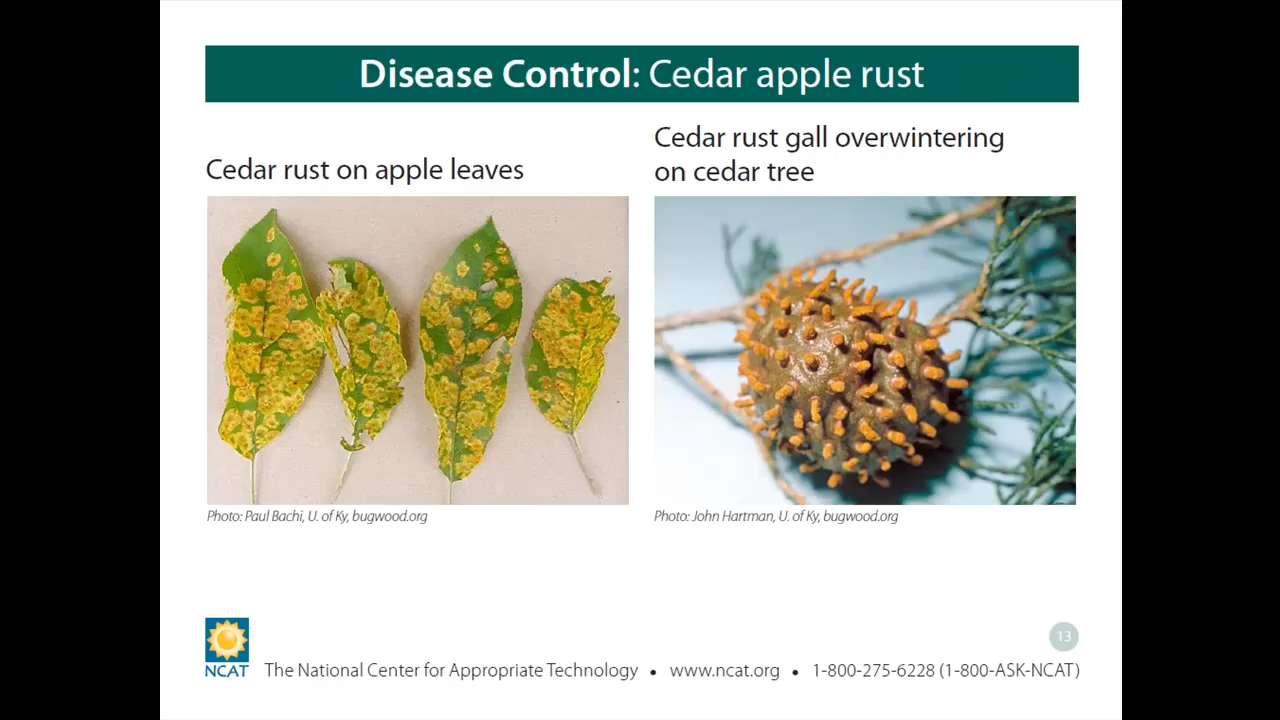 Disease Control: Cedar apple rust
Cedar rust on apple leaves
Cedar rust gall overwintering
on cedar tree
Photo: Paul Bachi, U. of Ky, bugwood.org
Photo: John Hartman, U. of Ky, bugwood.org
13
NCAT
The National Center for Appropriate Technology • www.ncat.org • 1-800-275-6228 (1-800-ASK-NCAT)